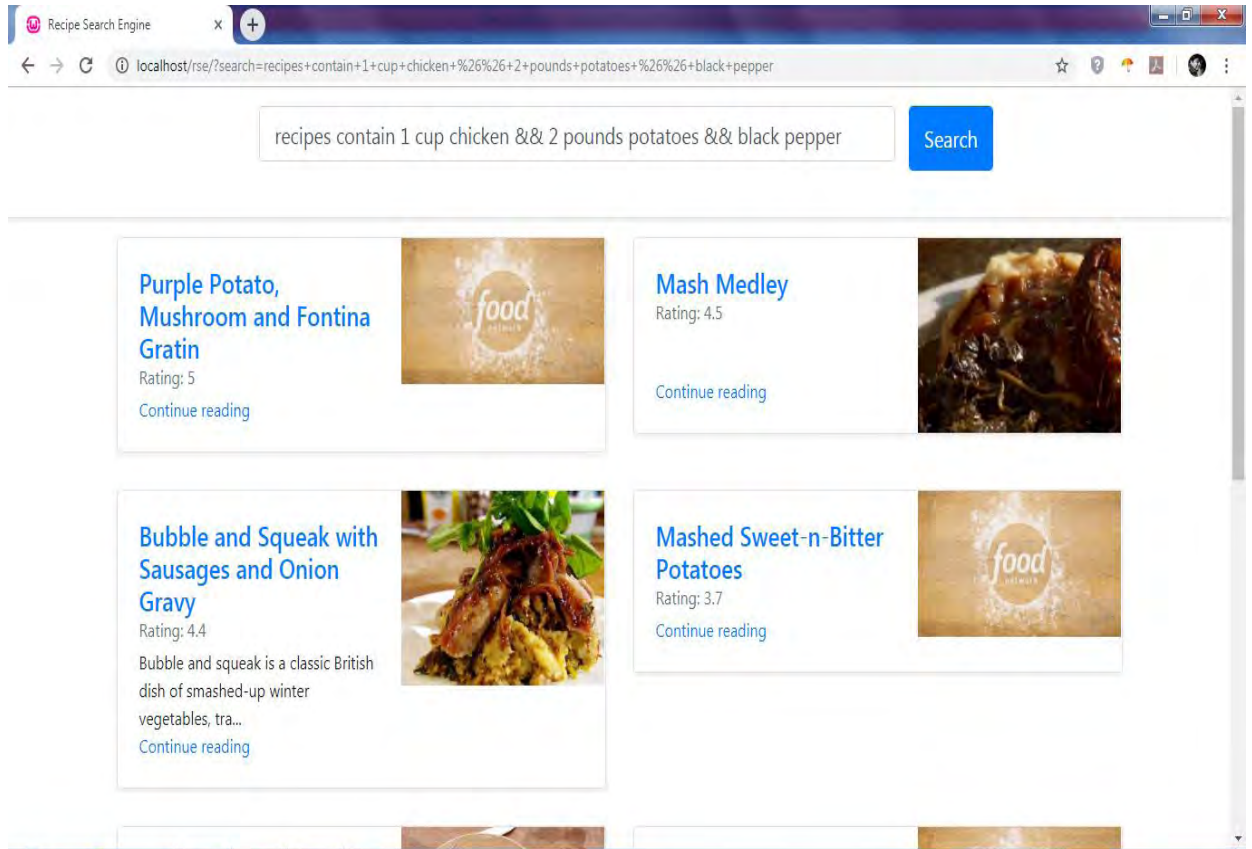 Recipe Search Engine
localhost/rse/?search=recipes+contain+1+cup+chicken+%26%26+2+pounds+potatoes+%26%26+black+pepper
recipes contain 1 cup chicken && 2 pounds potatoes && black pepper
Search
Purple Potato,
Mushroom and Fontina
Gratin
Rating: 5
Continue reading
food
network
Mash Medley
Rating: 4.5
Continue reading
Bubble and Squeak with
Sausages and Onion
Gravy
Rating: 4.4
Bubble and squeak is a classic British
dish of smashed-up winter
vegetables, tra...
Continue reading
Mashed Sweet-n-Bitter
Potatoes
Rating: 3.7
Continue reading
food
network